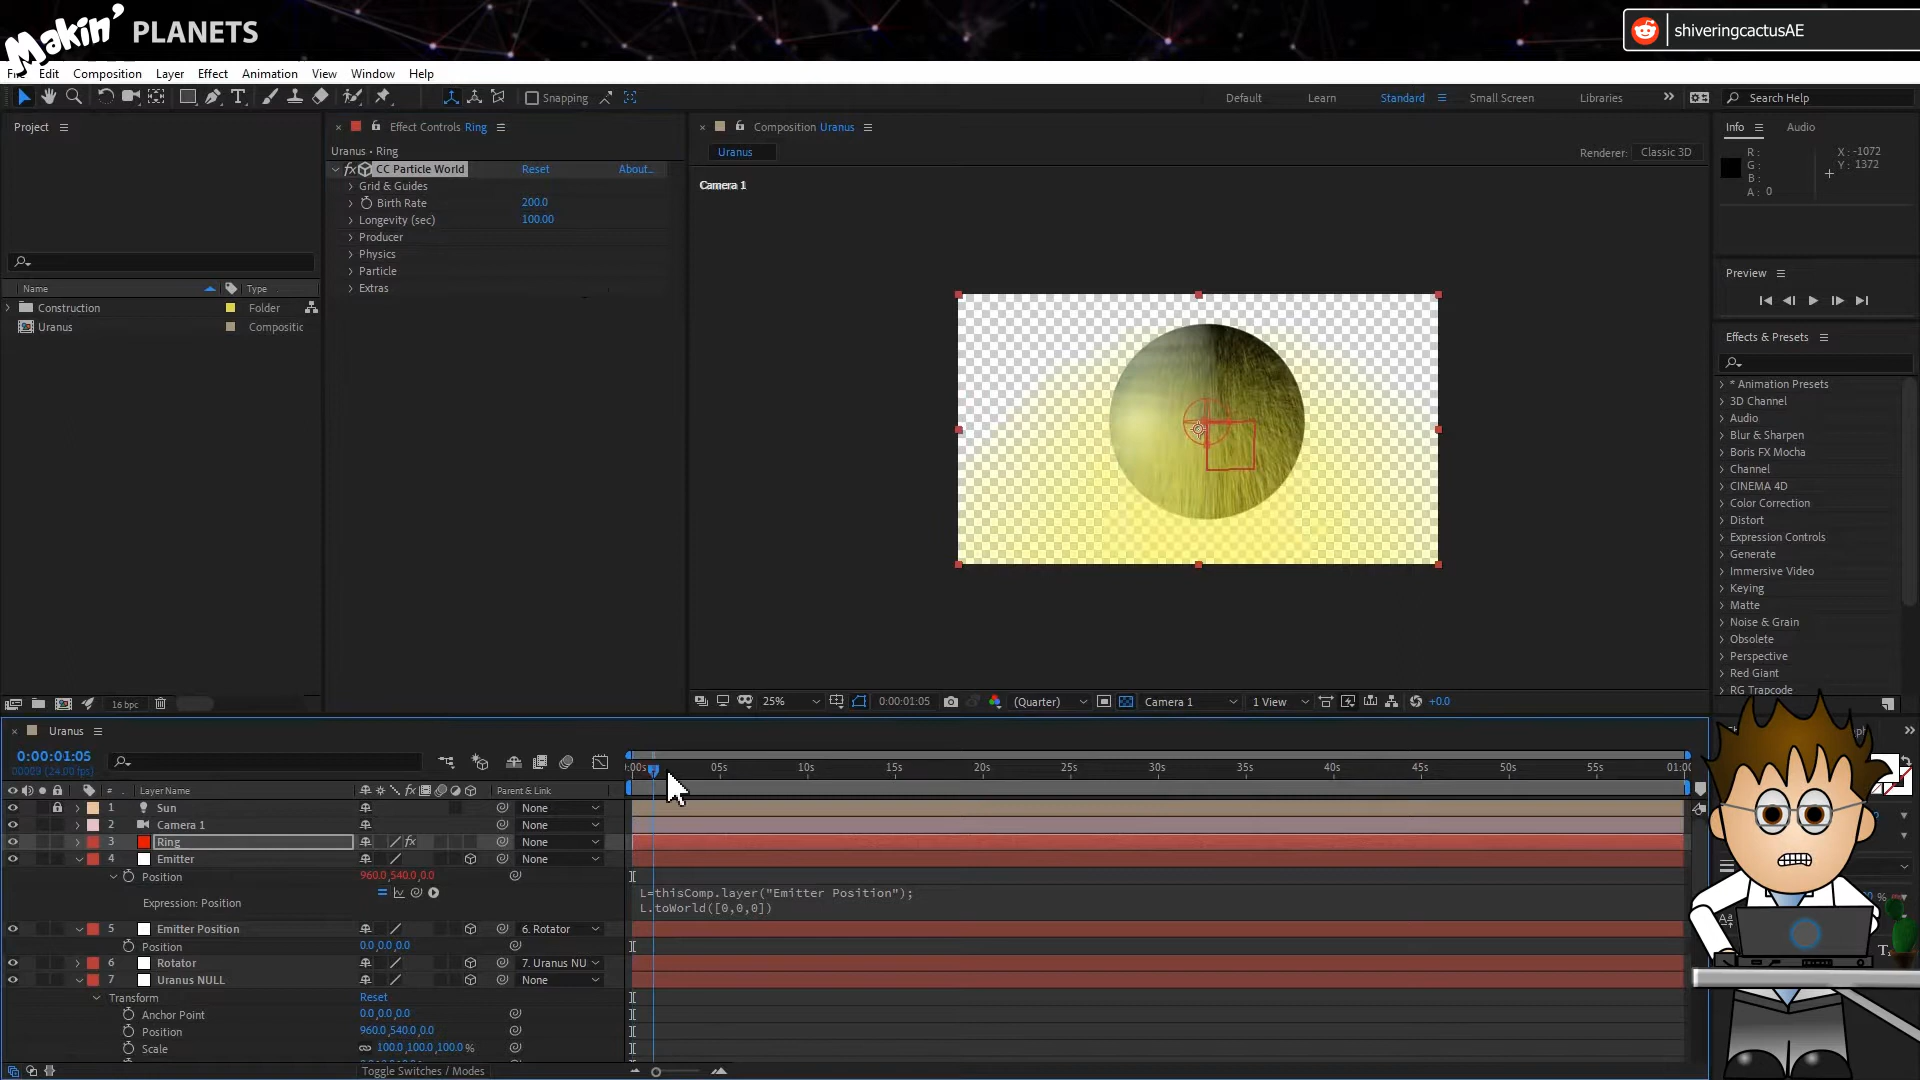 Makin' PLANETS
shiveringcactusAE
File Edit Composition Layer Effect Animation View Window Help
Snapping
Default Learn Standard Small Screen Libraries Search Help
Project
Effect Controls Ring
Composition Uranus
Info Audio
Uranus • Ring
Uranus
Renderer: Classic 3D
R: X: -1072
G: Y: 1372
B:
A: 0
CC Particle World Reset About...
Camera 1
Grid & Guides
Birth Rate 200.0
Longevity (sec) 100.00
Producer
Physics
Particle
Extras
Name Type
Construction Folder
Uranus Compositic
Preview
Effects & Presets
* Animation Presets
3D Channel
Audio
Blur & Sharpen
Boris FX Mocha
Channel
CINEMA 4D
Color Correction
Distort
Expression Controls
Generate
Immersive Video
Keying
Matte
Noise & Grain
Obsolete
Perspective
Red Giant
RG Trapcode
16 bpc
25% 0:00:01:05 (Quarter) Camera 1 1 View +0.0
Uranus
0:00:01:05
(24.00 fps)
:00s 05s 10s 15s 20s 25s 30s 35s 40s 45s 50s 55s 01:00
# Layer Name Parent & Link
1 Sun None
2 Camera 1 None
3 Ring None
4 Emitter None
Position 960.0,540.0,0.0
Expression: Position
L=thisComp.layer("Emitter Position");
L.toWorld([0,0,0])
5 Emitter Position 6. Rotator
Position 0.0,0.0,0.0
6 Rotator 7. Uranus NU
7 Uranus NULL None
Transform Reset
Anchor Point 0.0,0.0,0.0
Position 960.0,540.0,0.0
Scale 100.0,100.0,100.0 %
Toggle Switches / Modes